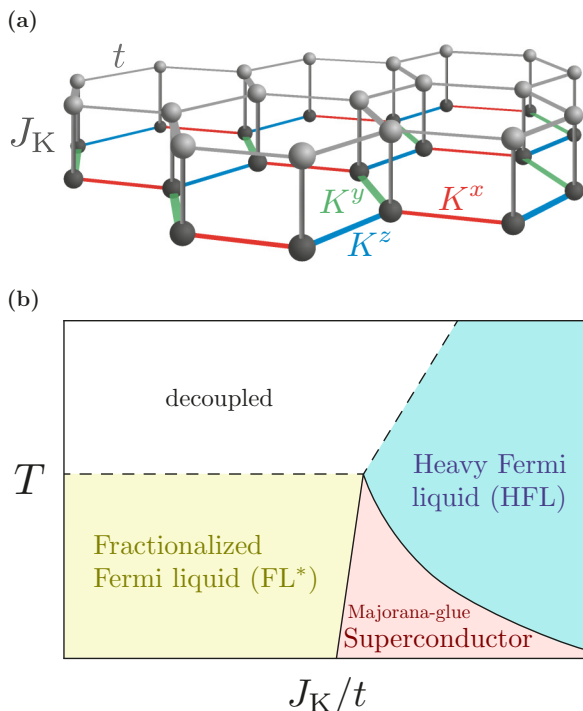 (a)
t
J_K
K^y
K^x
K^z
(b)
decoupled
T
Heavy Fermi
liquid (HFL)
Fractionalized
Fermi liquid (FL*)
Majorana-glue
Superconductor
J_K/t